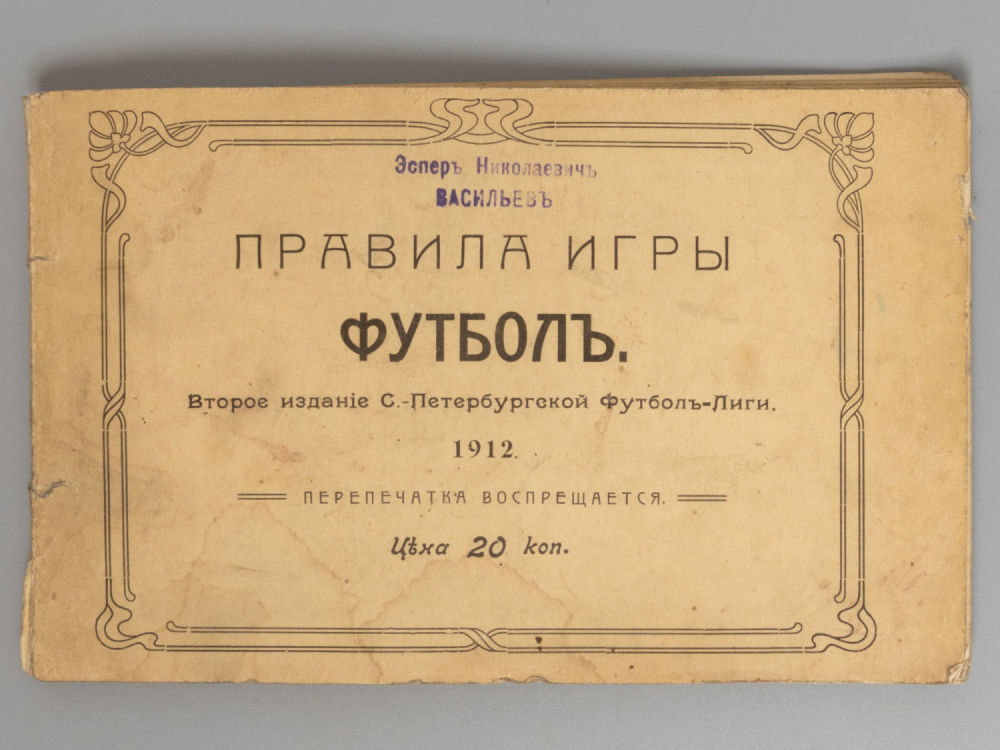 Эсперъ Николаевичъ
ВАСИЛЬЕВЪ
ПРАВИЛА ИГРЫ
ФУТБОЛЪ.
Второе изданіе С.-Петербургской Футболъ-Лиги.
1912.
ПЕРЕПЕЧАТКА ВОСПРЕЩАЕТСЯ.
Цѣна 20 коп.